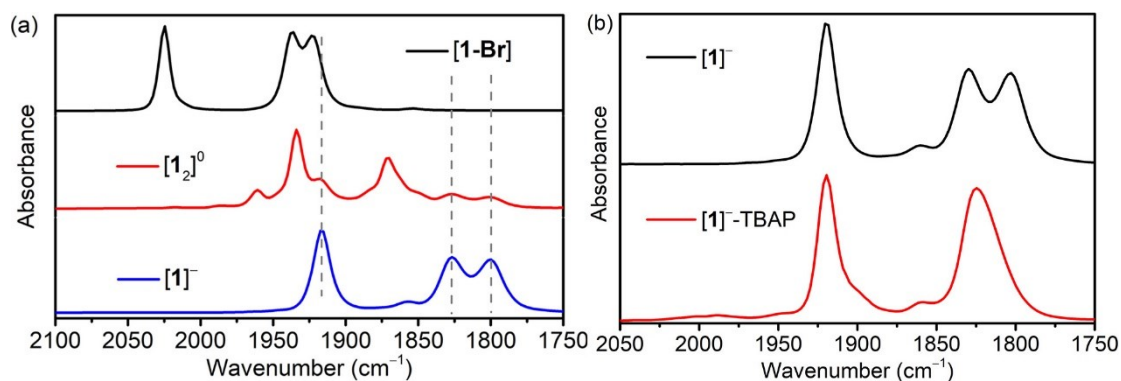 (a)
[1-Br]
[1₂]⁰
[1]⁻
Absorbance
2100 2050 2000 1950 1900 1850 1800 1750
Wavenumber (cm⁻¹)
(b)
[1]⁻
[1]⁻-TBAP
Absorbance
2050 2000 1950 1900 1850 1800 1750
Wavenumber (cm⁻¹)